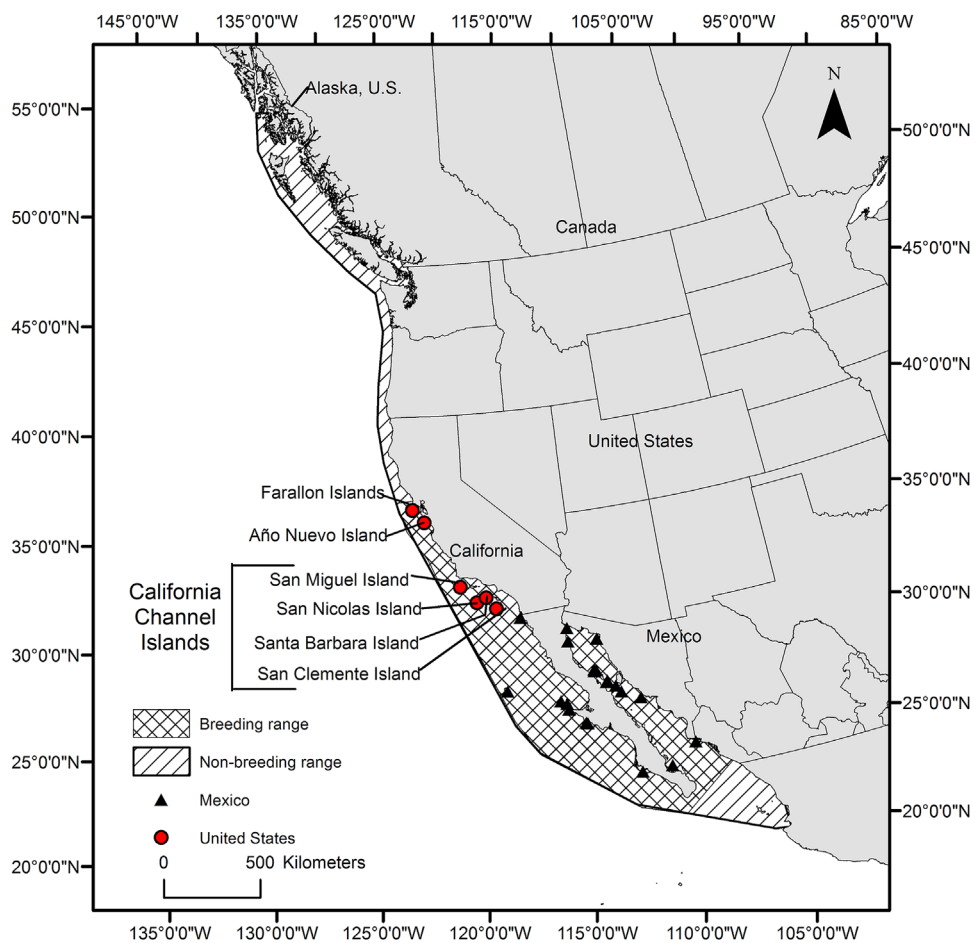 145°0'0"W 135°0'0"W 125°0'0"W 115°0'0"W 105°0'0"W 95°0'0"W 85°0'0"W
N
Alaska, U.S.
55°0'0"N
50°0'0"N
50°0'0"N
Canada
45°0'0"N
45°0'0"N
40°0'0"N
40°0'0"N
United States
35°0'0"N
Farallon Islands
Año Nuevo Island
35°0'0"N
California
San Miguel Island
30°0'0"N
California
Channel
Islands
San Nicolas Island
Santa Barbara Island
Mexico
30°0'0"N
San Clemente Island
25°0'0"N
Breeding range
Non-breeding range
25°0'0"N
Mexico
20°0'0"N
United States
0 500 Kilometers
20°0'0"N
135°0'0"W 130°0'0"W 125°0'0"W 120°0'0"W 115°0'0"W 110°0'0"W 105°0'0"W